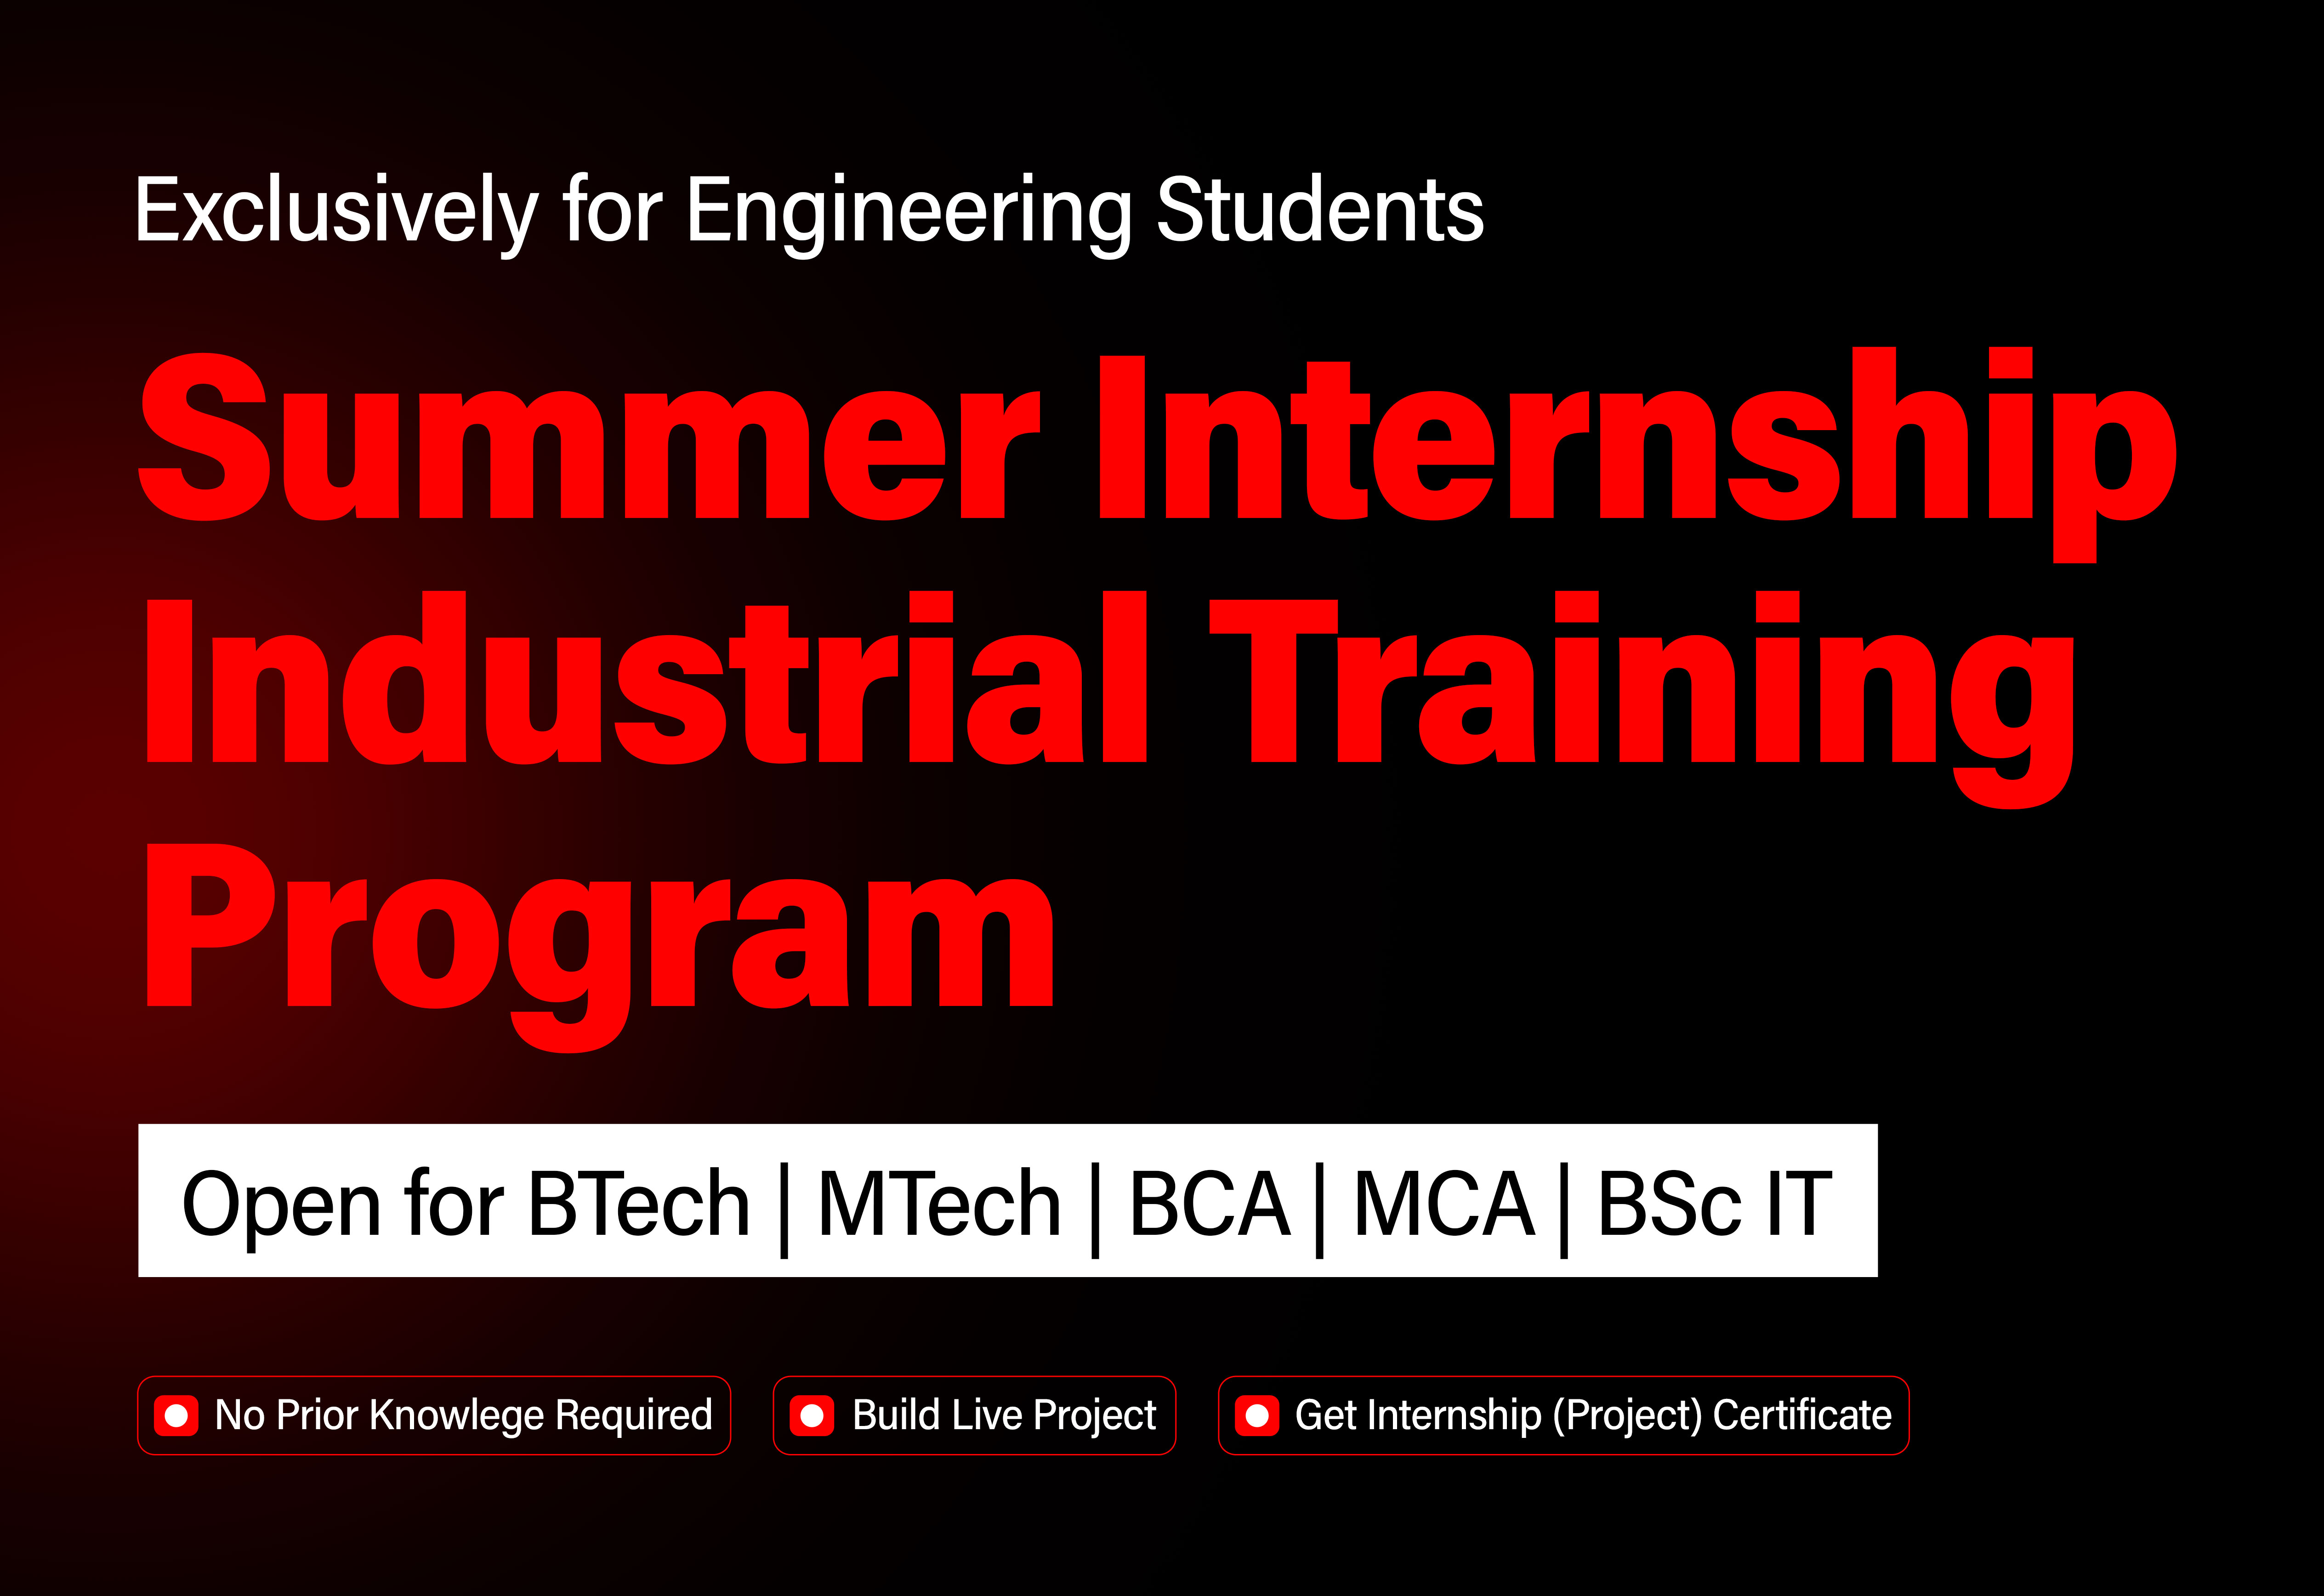 Exclusively for Engineering Students
Summer Internship
Industrial Training
Program
Open for BTech | MTech | BCA | MCA | BSc IT
No Prior Knowlege Required
Build Live Project
Get Internship (Project) Certificate